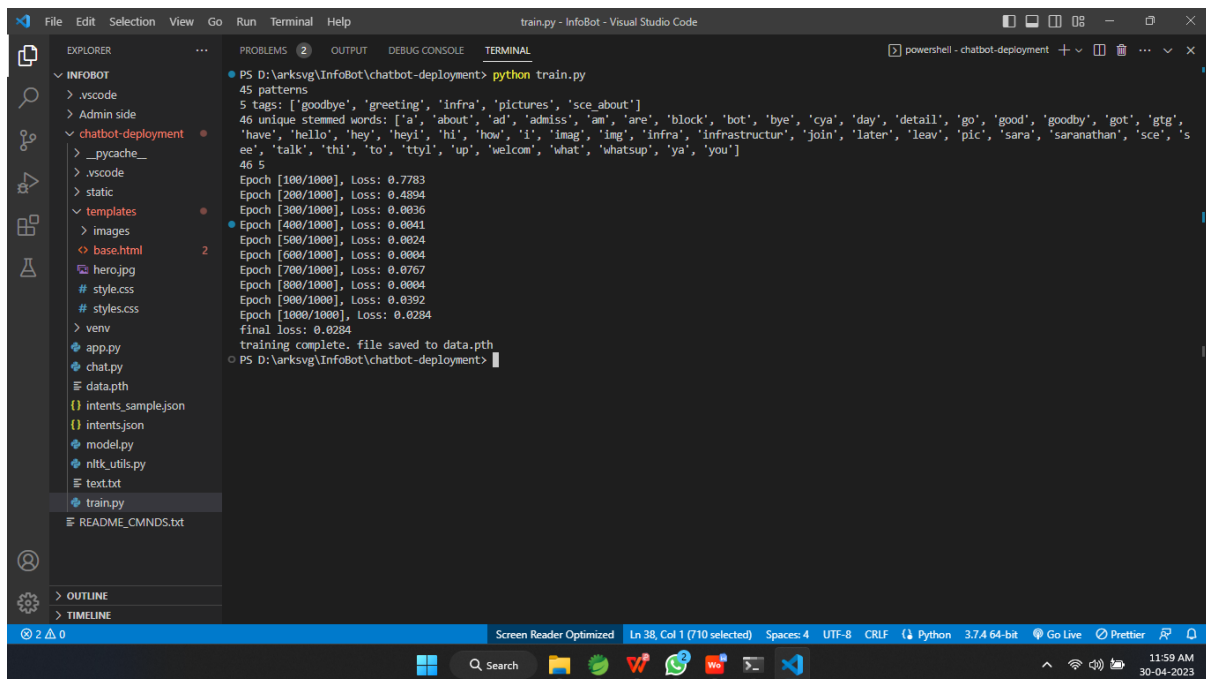 File Edit Selection View Go Run Terminal Help
train.py - InfoBot - Visual Studio Code
EXPLORER
PROBLEMS 2 OUTPUT DEBUG CONSOLE TERMINAL
powershell - chatbot-deployment
INFOBOT
.vscode
Admin side
chatbot-deployment
__pycache__
.vscode
static
templates
images
base.html 2
hero.jpg
style.css
styles.css
venv
app.py
chat.py
data.pth
intents_sample.json
intents.json
model.py
nltk_utils.py
text.txt
train.py
README_CMNDS.txt
OUTLINE
TIMELINE
PS D:\arksvg\InfoBot\chatbot-deployment> python train.py
45 patterns
5 tags: ['goodbye', 'greeting', 'infra', 'pictures', 'sce_about']
46 unique stemmed words: ['a', 'about', 'ad', 'admiss', 'am', 'are', 'block', 'bot', 'bye', 'cya', 'day', 'detail', 'go', 'good', 'goodby', 'got', 'gtg',
'have', 'hello', 'hey', 'heyi', 'hi', 'how', 'i', 'imag', 'img', 'infra', 'infrastructur', 'join', 'later', 'leav', 'pic', 'sara', 'saranathan', 'sce', 's
ee', 'talk', 'thi', 'to', 'ttyl', 'up', 'welcom', 'what', 'whatsup', 'ya', 'you']
46 5
Epoch [100/1000], Loss: 0.7783
Epoch [200/1000], Loss: 0.4894
Epoch [300/1000], Loss: 0.0036
Epoch [400/1000], Loss: 0.0041
Epoch [500/1000], Loss: 0.0024
Epoch [600/1000], Loss: 0.0004
Epoch [700/1000], Loss: 0.0767
Epoch [800/1000], Loss: 0.0004
Epoch [900/1000], Loss: 0.0392
Epoch [1000/1000], Loss: 0.0284
final loss: 0.0284
training complete. file saved to data.pth
PS D:\arksvg\InfoBot\chatbot-deployment>
2 0
Screen Reader Optimized Ln 38, Col 1 (710 selected) Spaces: 4 UTF-8 CRLF Python 3.7.4 64-bit Go Live Prettier
Search
2
Wo
11:59 AM
30-04-2023